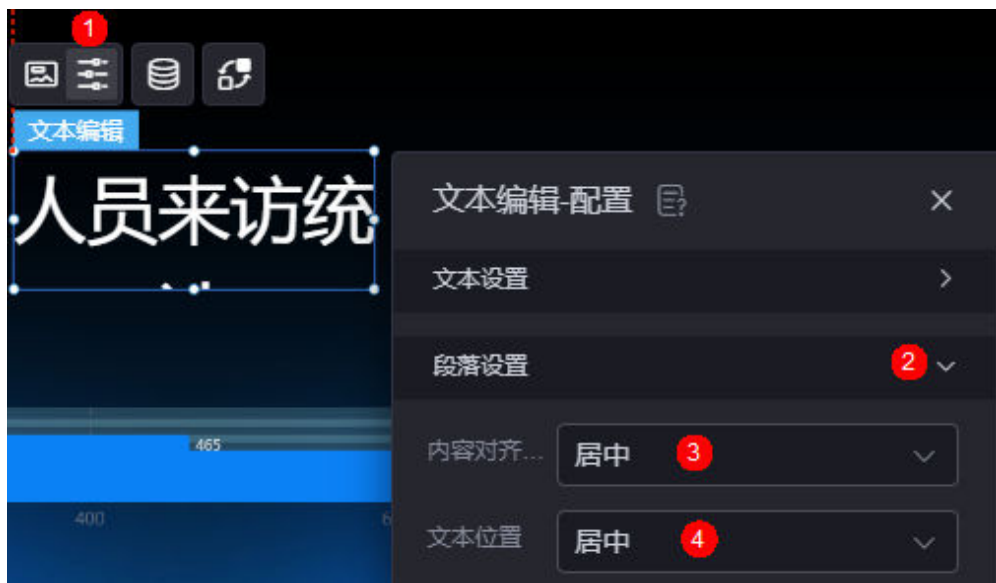 1
文本编辑
人员来访统
文本编辑-配置
文本设置
段落设置 2
465
内容对齐... 居中 3
400
文本位置 居中 4